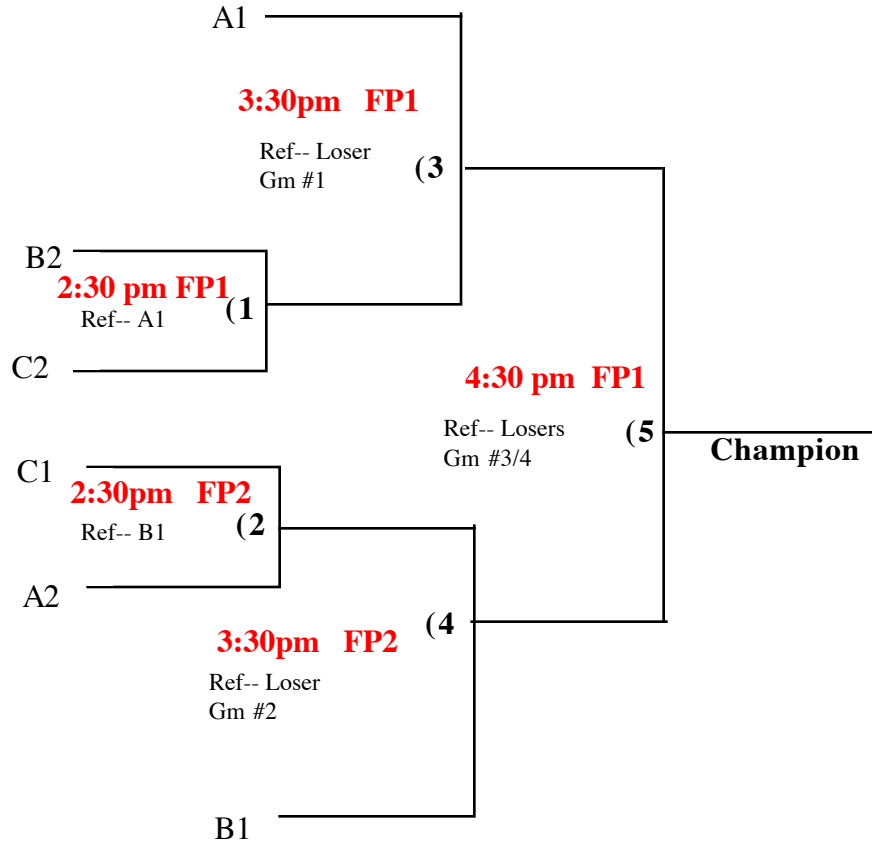 A1
3:30pm FP1
Ref-- Loser
Gm #1
(3
B2
2:30 pm FP1
Ref-- A1
(1
C2
4:30 pm FP1
Ref-- Losers
Gm #3/4
(5
Champion
C1
2:30pm FP2
Ref-- B1
(2
A2
3:30pm FP2
Ref-- Loser
Gm #2
(4
B1